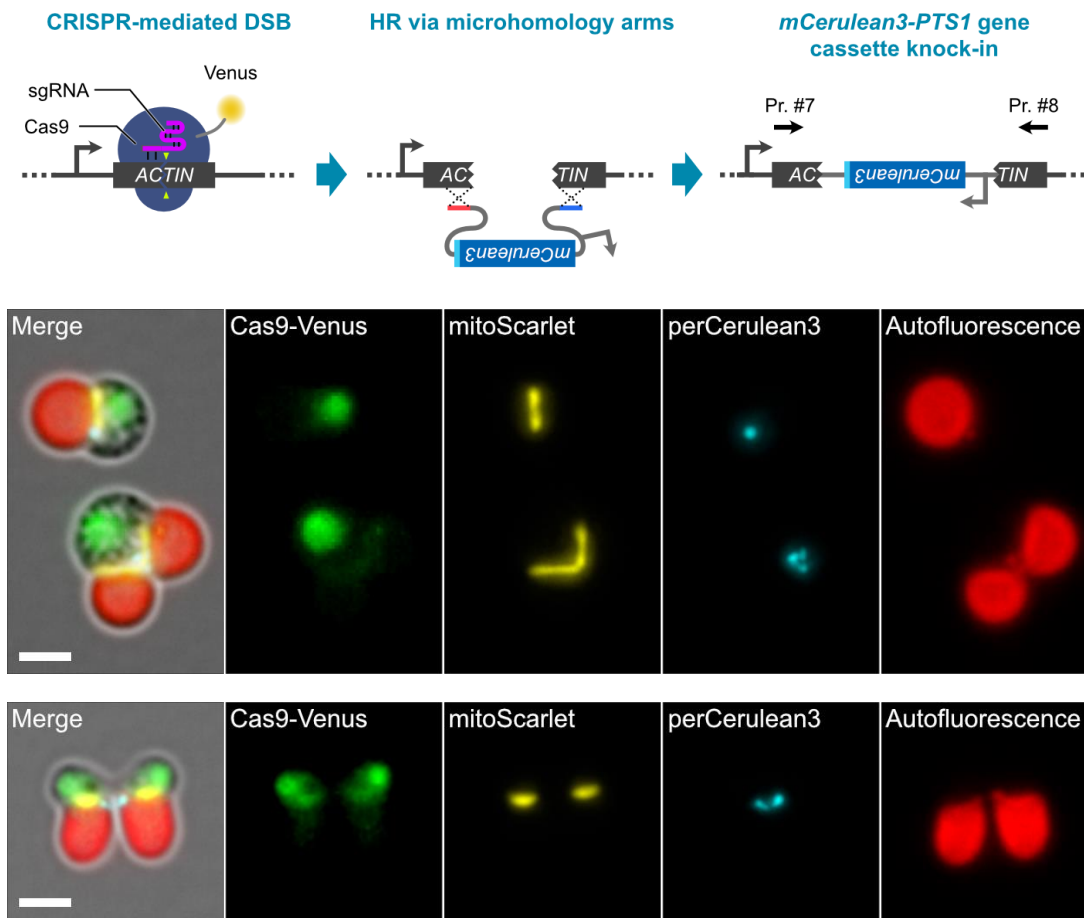 CRISPR-mediated DSB
HR via microhomology arms
mCerulean3-PTS1 gene
cassette knock-in
Venus
sgRNA
Cas9
ACTIN
AC
TIN
mCerulean3
Pr. #7
Pr. #8
AC
mCerulean3
TIN
Merge
Cas9-Venus
mitoScarlet
perCerulean3
Autofluorescence
Merge
Cas9-Venus
mitoScarlet
perCerulean3
Autofluorescence